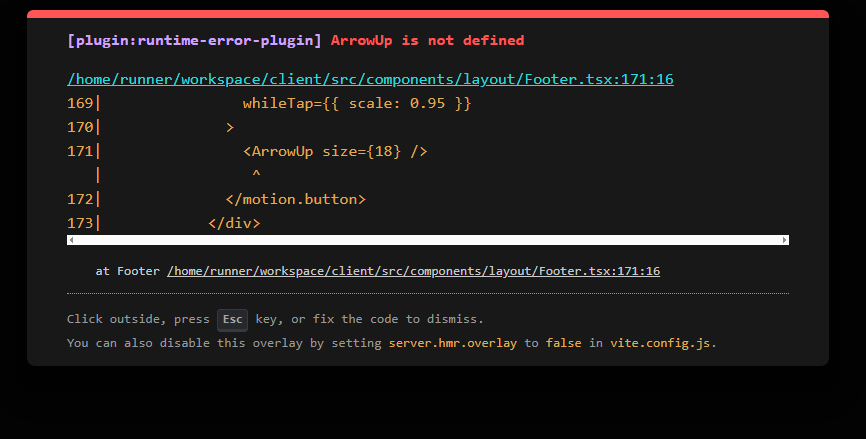 [plugin:runtime-error-plugin] ArrowUp is not defined
/home/runner/workspace/client/src/components/layout/Footer.tsx:171:16
169|                whileTap={{ scale: 0.95 }}
170|              >
171|                <ArrowUp size={18} />
   |                 ^
172|              </motion.button>
173|            </div>
at Footer /home/runner/workspace/client/src/components/layout/Footer.tsx:171:16
Click outside, press Esc key, or fix the code to dismiss.
You can also disable this overlay by setting server.hmr.overlay to false in vite.config.js.